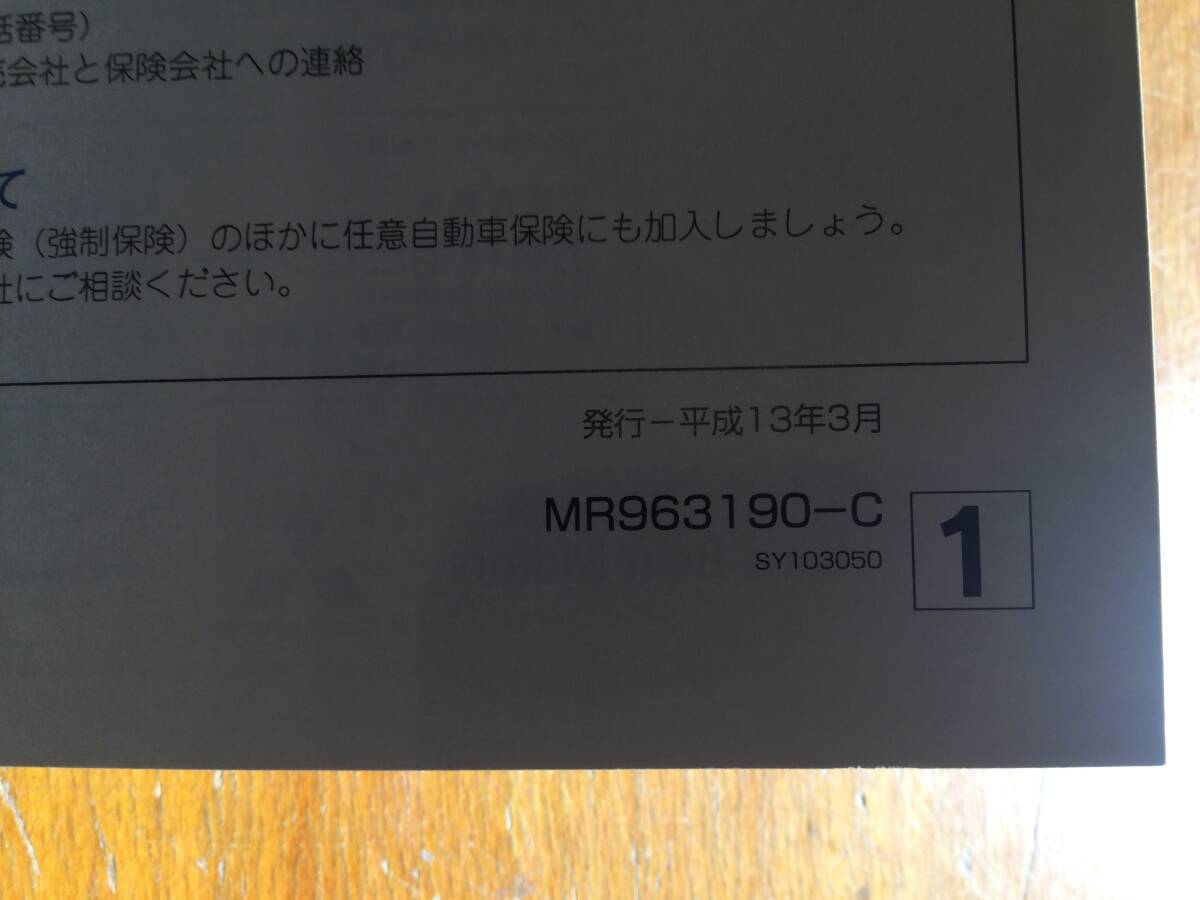 話番号)
会社と保険会社への連絡
て
険(強制保険)のほかに任意自動車保険にも加入しましょう。
社にご相談ください。
発行−平成13年3月
MR963190−C
SY103050
1